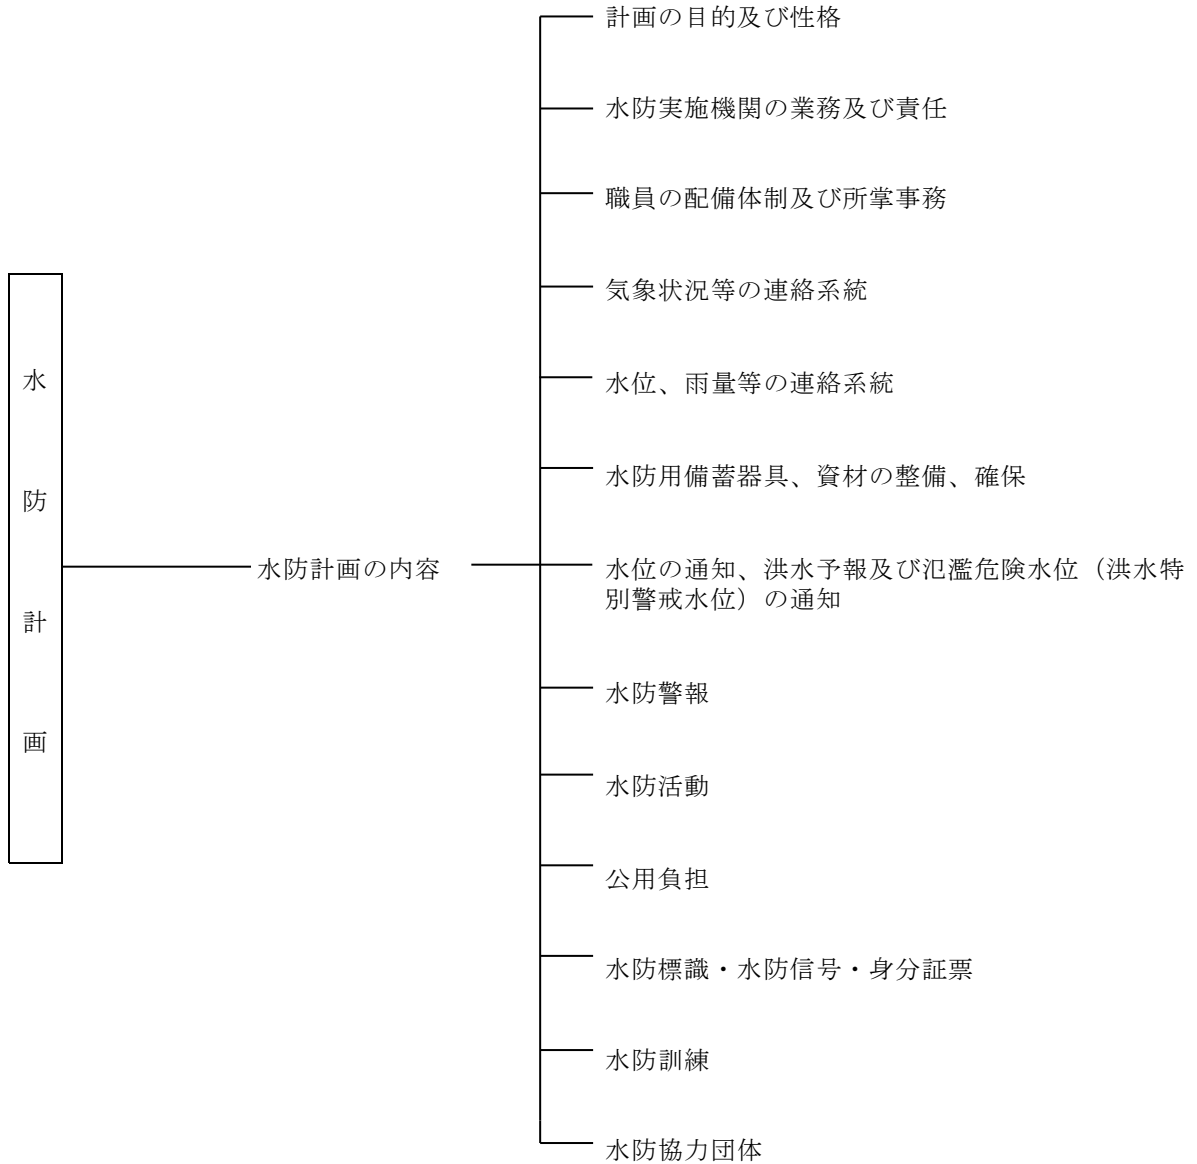 水防計画
水防計画の内容
計画の目的及び性格
水防実施機関の業務及び責任
職員の配備体制及び所掌事務
気象状況等の連絡系統
水位、雨量等の連絡系統
水防用備蓄器具、資材の整備、確保
水位の通知、洪水予報及び氾濫危険水位（洪水特
別警戒水位）の通知
水防警報
水防活動
公用負担
水防標識・水防信号・身分証票
水防訓練
水防協力団体